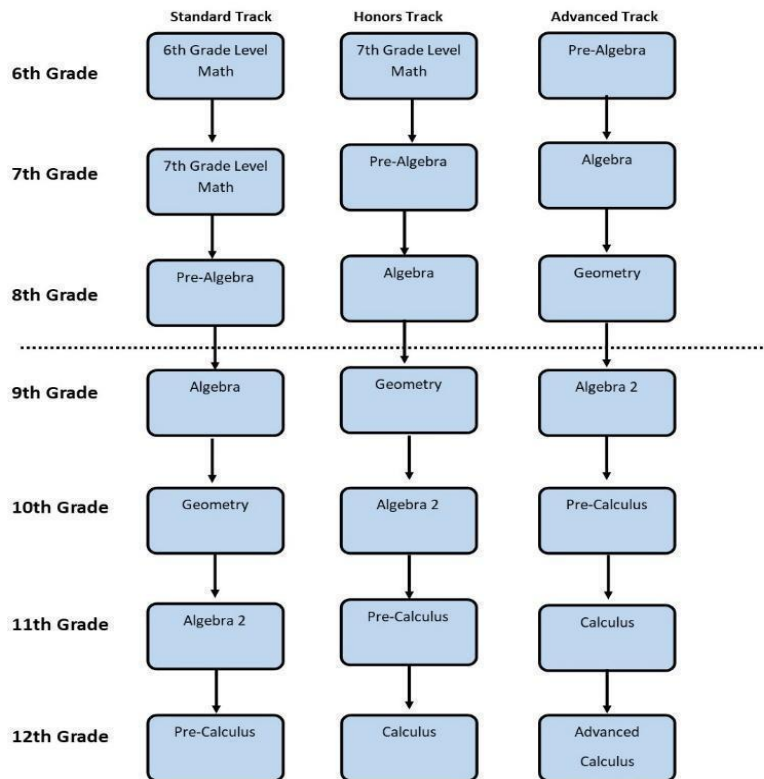 Standard Track Honors Track Advanced Track
6th Grade
6th Grade Level
Math
7th Grade Level
Math
Pre-Algebra
7th Grade
7th Grade Level
Math
Pre-Algebra
Algebra
8th Grade
Pre-Algebra
Algebra
Geometry
9th Grade
Algebra
Geometry
Algebra 2
10th Grade
Geometry
Algebra 2
Pre-Calculus
11th Grade
Algebra 2
Pre-Calculus
Calculus
12th Grade
Pre-Calculus
Calculus
Advanced
Calculus